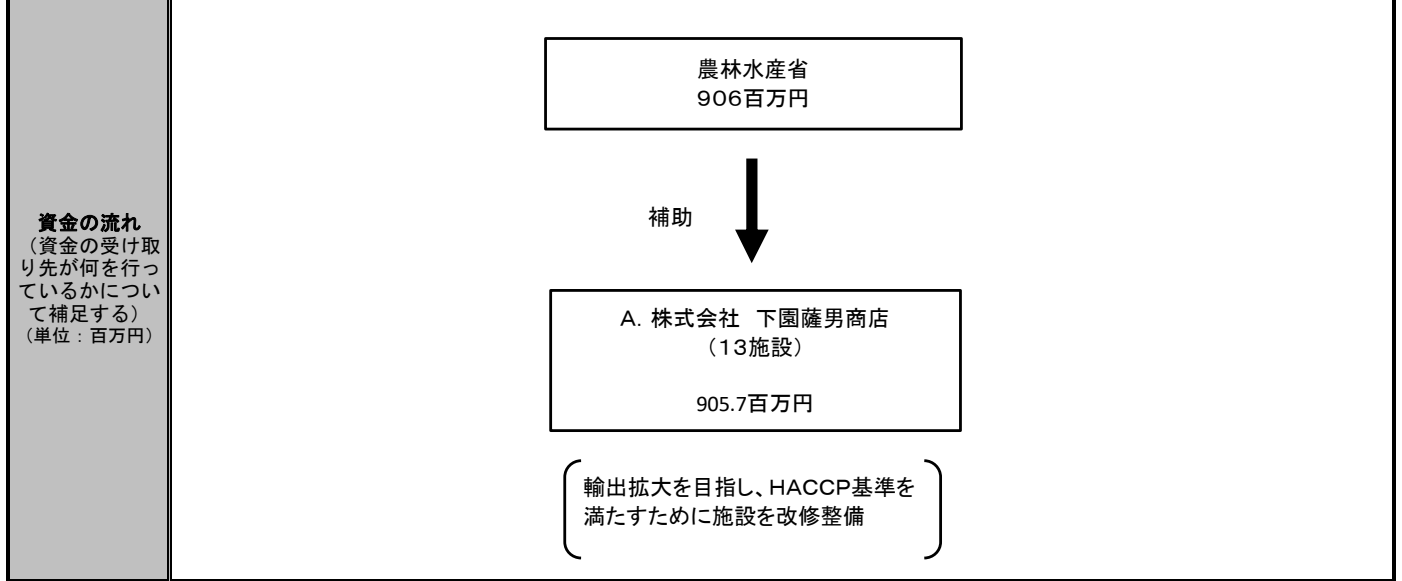 資金の流れ
（資金の受け取
り先が何を行っ
ているかについ
て補足する）
（単位：百万円）
農林水産省
９０６百万円
補助
Ａ．株式会社　下園薩男商店
（１３施設）
905.7百万円
輸出拡大を目指し、ＨＡＣＣＰ基準を
満たすために施設を改修整備